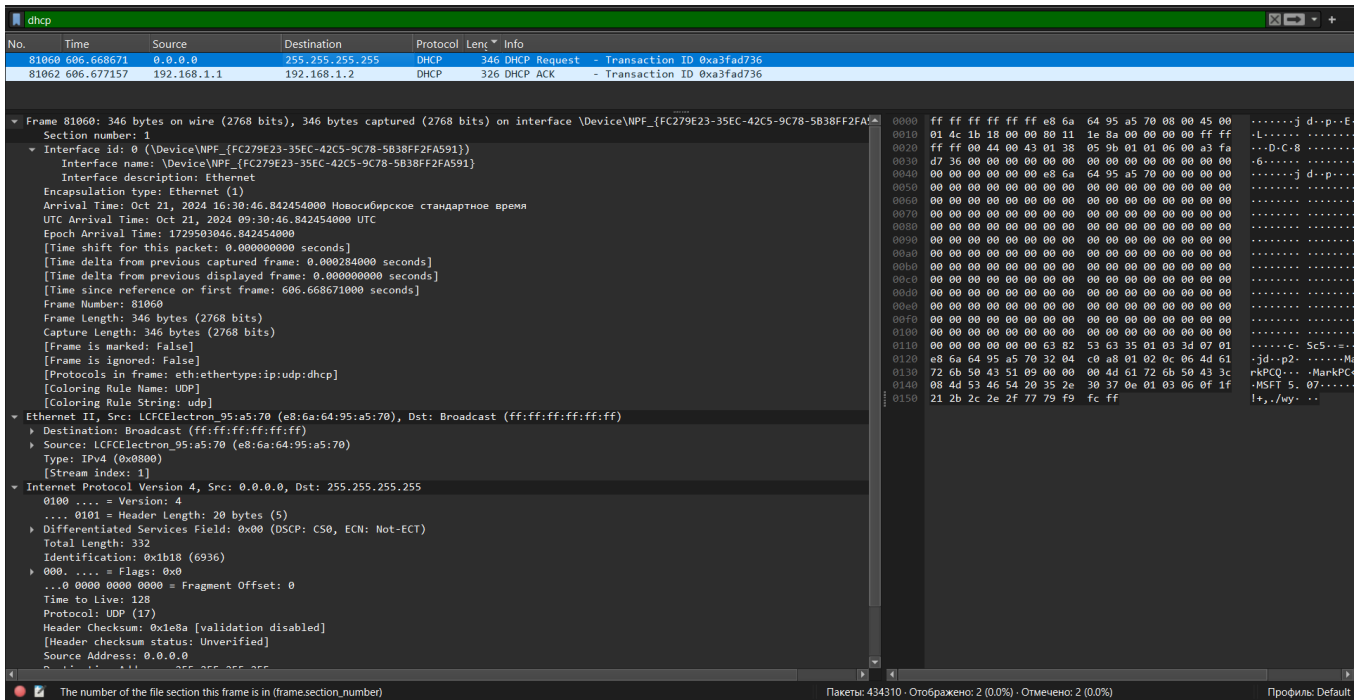 dhcp
No. Time Source Destination Protocol Leng Info
81060 606.668671 0.0.0.0 255.255.255.255 DHCP 346 DHCP Request - Transaction ID 0xa3fad736
81062 606.677157 192.168.1.1 192.168.1.2 DHCP 326 DHCP ACK - Transaction ID 0xa3fad736
Frame 81060: 346 bytes on wire (2768 bits), 346 bytes captured (2768 bits) on interface \Device\NPF_{FC279E23-35EC-42C5-9C78-5B38FF2FA5
Section number: 1
Interface id: 0 (\Device\NPF_{FC279E23-35EC-42C5-9C78-5B38FF2FA591})
Interface name: \Device\NPF_{FC279E23-35EC-42C5-9C78-5B38FF2FA591}
Interface description: Ethernet
Encapsulation type: Ethernet (1)
Arrival Time: Oct 21, 2024 16:30:46.842454000 Новосибирское стандартное время
UTC Arrival Time: Oct 21, 2024 09:30:46.842454000 UTC
Epoch Arrival Time: 1729503046.842454000
[Time shift for this packet: 0.000000000 seconds]
[Time delta from previous captured frame: 0.000284000 seconds]
[Time delta from previous displayed frame: 0.000000000 seconds]
[Time since reference or first frame: 606.668671000 seconds]
Frame Number: 81060
Frame Length: 346 bytes (2768 bits)
Capture Length: 346 bytes (2768 bits)
[Frame is marked: False]
[Frame is ignored: False]
[Protocols in frame: eth:ethertype:ip:udp:dhcp]
[Coloring Rule Name: UDP]
[Coloring Rule String: udp]
Ethernet II, Src: LCFCElectron_95:a5:70 (e8:6a:64:95:a5:70), Dst: Broadcast (ff:ff:ff:ff:ff:ff)
Destination: Broadcast (ff:ff:ff:ff:ff:ff)
Source: LCFCElectron_95:a5:70 (e8:6a:64:95:a5:70)
Type: IPv4 (0x0800)
[Stream index: 1]
Internet Protocol Version 4, Src: 0.0.0.0, Dst: 255.255.255.255
0100 .... = Version: 4
.... 0101 = Header Length: 20 bytes (5)
Differentiated Services Field: 0x00 (DSCP: CS0, ECN: Not-ECT)
Total Length: 332
Identification: 0x1b18 (6936)
000. .... = Flags: 0x0
...0 0000 0000 0000 = Fragment Offset: 0
Time to Live: 128
Protocol: UDP (17)
Header Checksum: 0x1e8a [validation disabled]
[Header checksum status: Unverified]
Source Address: 0.0.0.0
0000 ff ff ff ff ff ff e8 6a 64 95 a5 70 08 00 45 00 ·······j d··p··E·
0010 01 4c 1b 18 00 00 80 11 1e 8a 00 00 00 00 ff ff ·L······ ········
0020 ff ff 00 44 00 43 01 38 05 9b 01 01 06 00 a3 fa ···D·C·8 ········
0030 d7 36 00 00 00 00 00 00 00 00 00 00 00 00 00 00 ·6······ ········
0040 00 00 00 00 00 00 e8 6a 64 95 a5 70 00 00 00 00 ·······j d··p····
0050 00 00 00 00 00 00 00 00 00 00 00 00 00 00 00 00 ········ ········
0060 00 00 00 00 00 00 00 00 00 00 00 00 00 00 00 00 ········ ········
0070 00 00 00 00 00 00 00 00 00 00 00 00 00 00 00 00 ········ ········
0080 00 00 00 00 00 00 00 00 00 00 00 00 00 00 00 00 ········ ········
0090 00 00 00 00 00 00 00 00 00 00 00 00 00 00 00 00 ········ ········
00a0 00 00 00 00 00 00 00 00 00 00 00 00 00 00 00 00 ········ ········
00b0 00 00 00 00 00 00 00 00 00 00 00 00 00 00 00 00 ········ ········
00c0 00 00 00 00 00 00 00 00 00 00 00 00 00 00 00 00 ········ ········
00d0 00 00 00 00 00 00 00 00 00 00 00 00 00 00 00 00 ········ ········
00e0 00 00 00 00 00 00 00 00 00 00 00 00 00 00 00 00 ········ ········
00f0 00 00 00 00 00 00 00 00 00 00 00 00 00 00 00 00 ········ ········
0100 00 00 00 00 00 00 00 00 00 00 00 00 00 00 00 00 ········ ········
0110 00 00 00 00 00 00 63 82 53 63 35 01 03 3d 07 01 ······c· Sc5··=··
0120 e8 6a 64 95 a5 70 32 04 c0 a8 01 02 0c 06 4d 61 ·jd··p2· ······Ma
0130 72 6b 50 43 51 09 00 00 00 4d 61 72 6b 50 43 3c rkPCQ··· ·MarkPC<
0140 08 4d 53 46 54 20 35 2e 30 37 0e 01 03 06 0f 1f ·MSFT 5. 07······
0150 21 2b 2c 2e 2f 77 79 f9 fc ff !+,./wy· ··
The number of the file section this frame is in (frame.section_number)
Пакеты: 434310 · Отображено: 2 (0.0%) · Отмечено: 2 (0.0%)
Профиль: Default